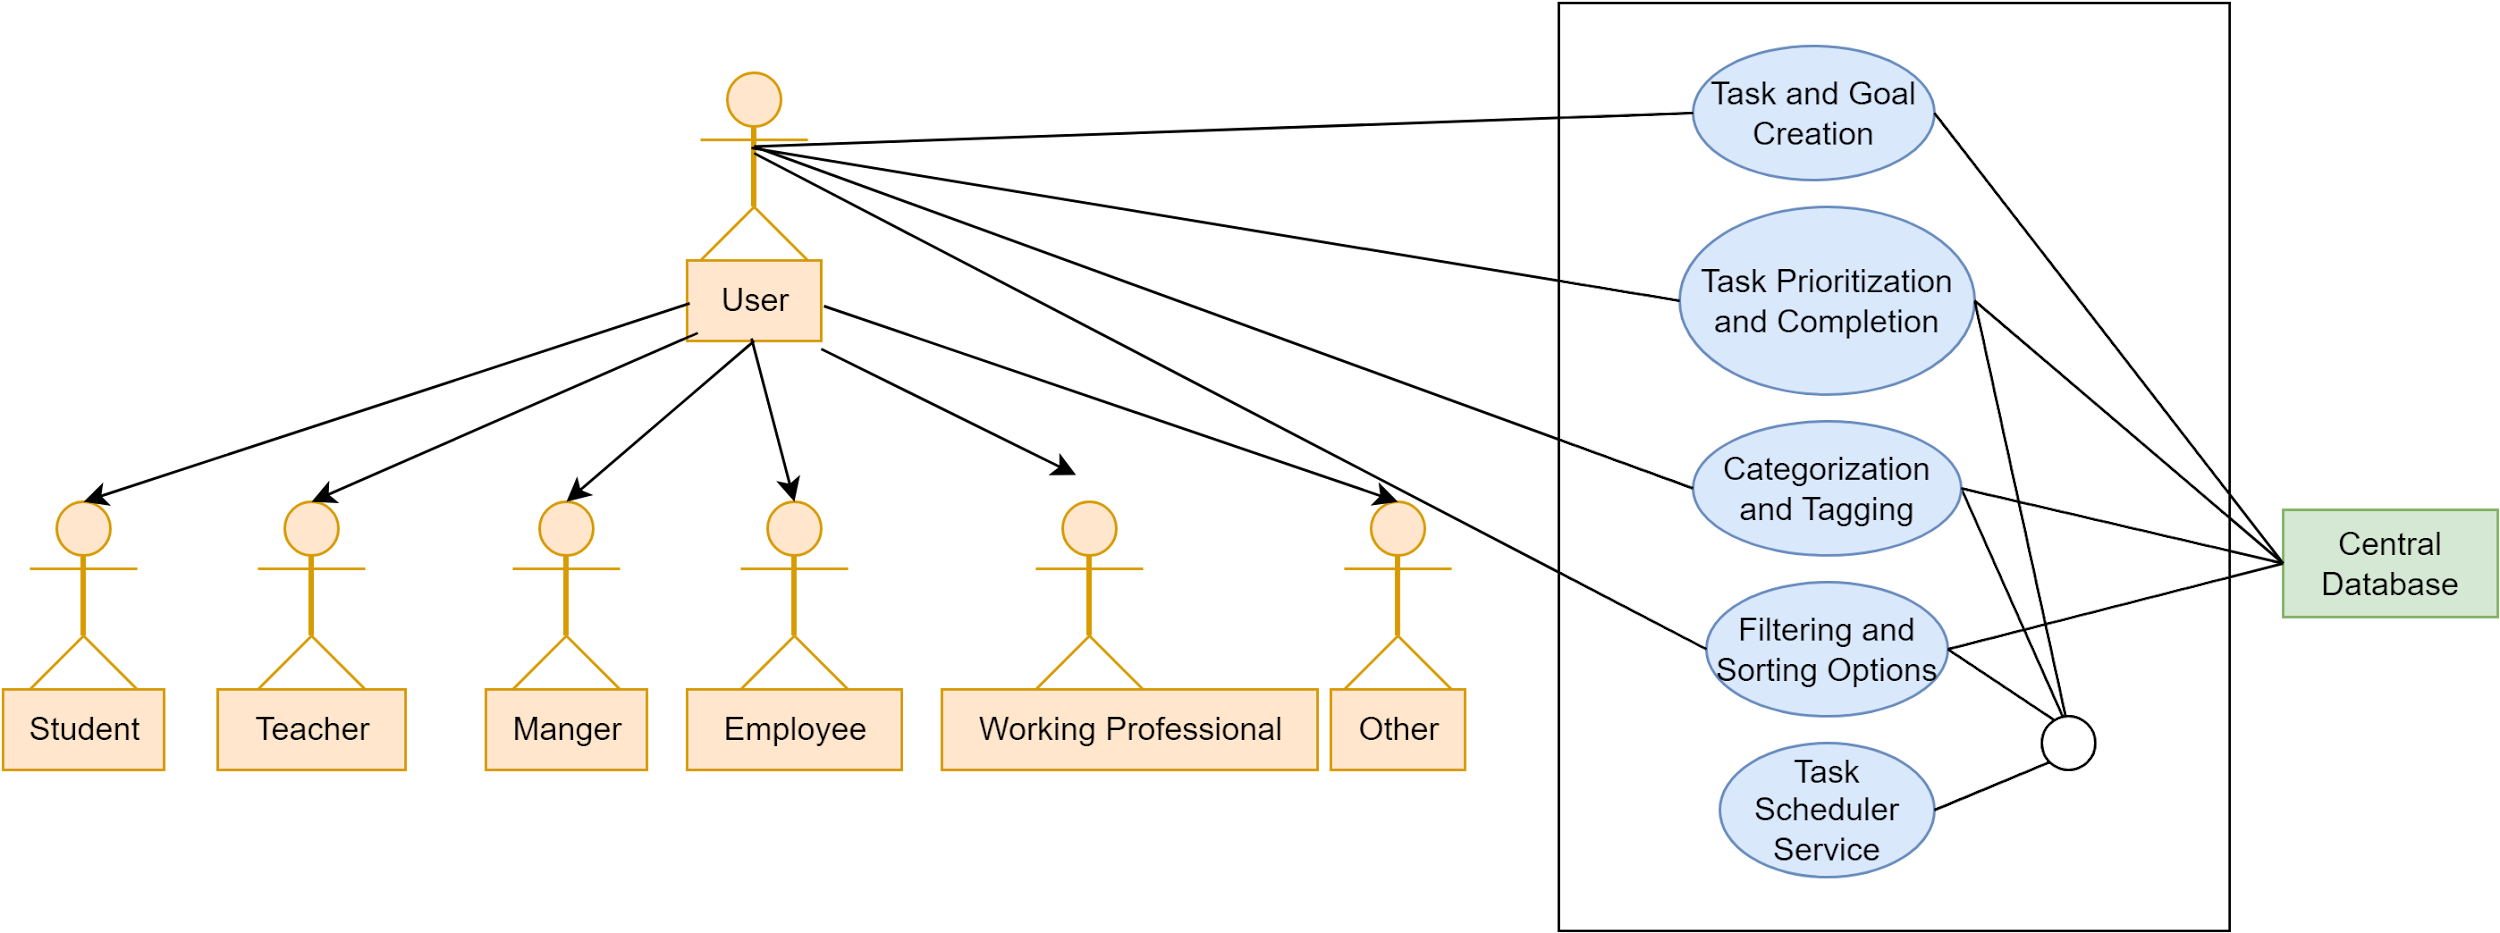 Task and Goal
Creation
User
Task Prioritization
and Completion
Categorization
and Tagging
Central
Database
Filtering and
Sorting Options
Student
Teacher
Manger
Employee
Working Professional
Other
Task
Scheduler
Service